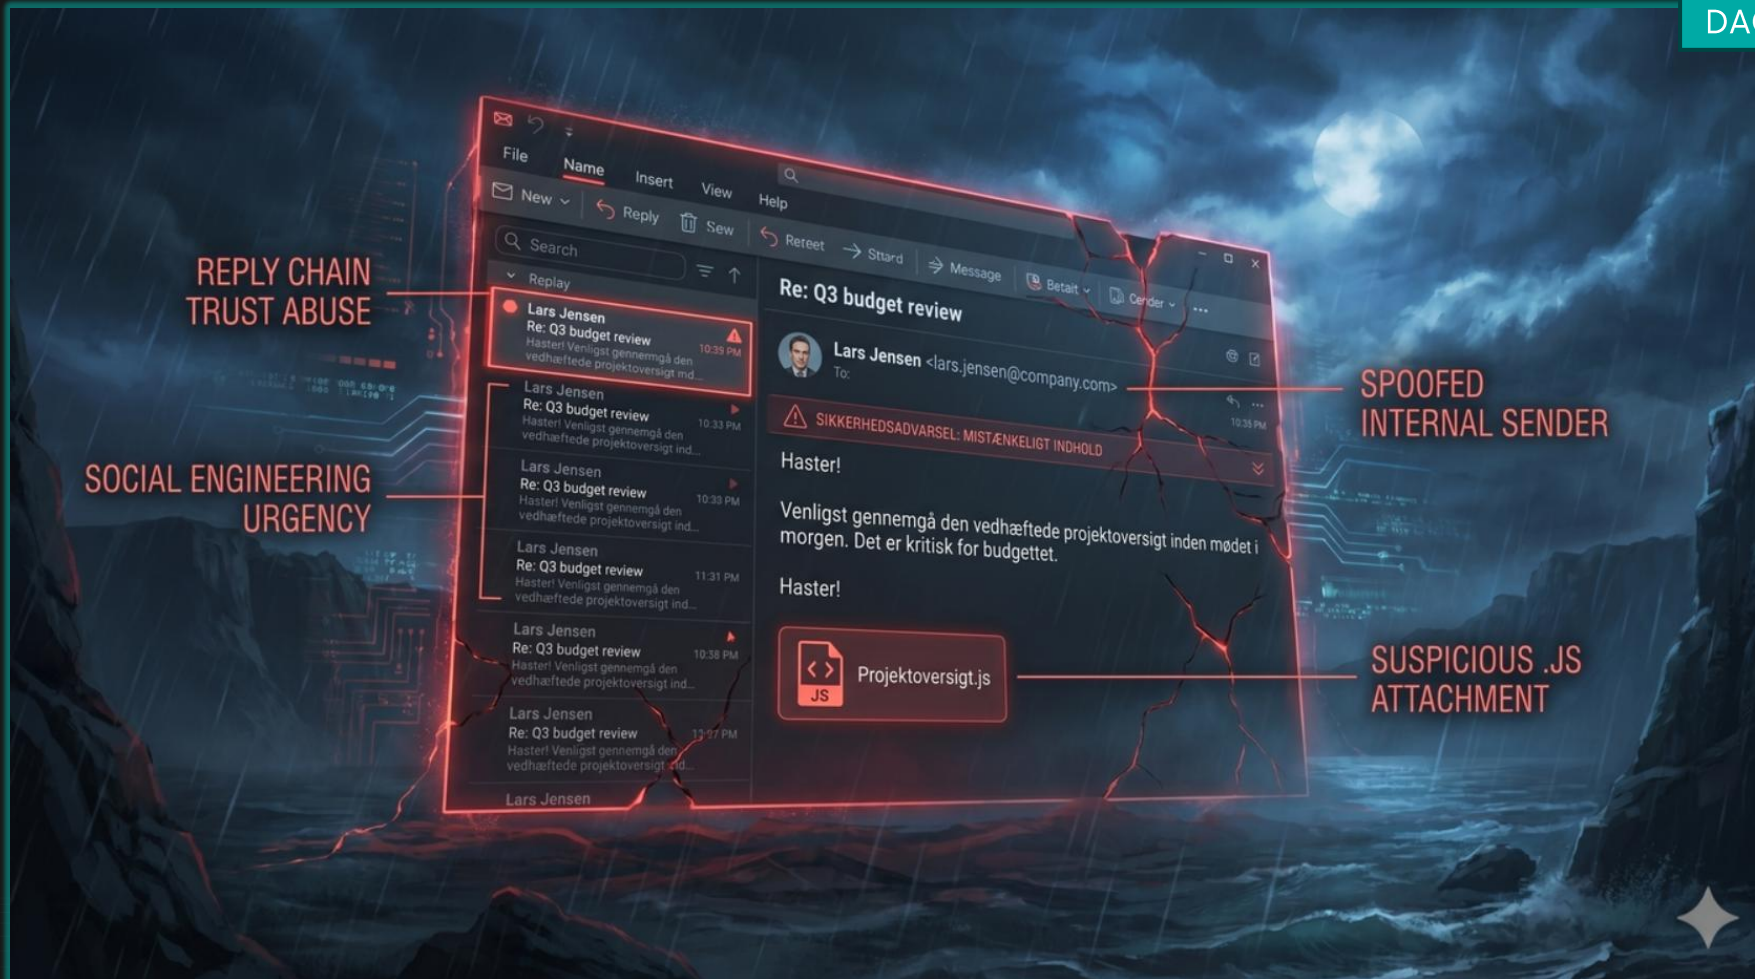 DAG
File Name Insert View Help
New Reply Sew Reteet Sttard Message Betait Cender
Search
Replay
Lars Jensen
Re: Q3 budget review
10:39 PM
Haster! Venligst gennemgå den
vedhæftede projektoversigt md...
Lars Jensen
Re: Q3 budget review
10:33 PM
Haster! Venligst gennemgå den
vedhæftede projektoversigt ind...
Lars Jensen
Re: Q3 budget review
10:33 PM
Haster! Venligst gennemgå den
vedhæftede projektoversigt ind...
Lars Jensen
Re: Q3 budget review
11:31 PM
Haster! Venligst gennemgå den
vedhæftede projektoversigt ind...
Lars Jensen
Re: Q3 budget review
10:38 PM
Haster! Venligst gennemgå den
vedhæftede projektoversigt ind...
Lars Jensen
Re: Q3 budget review
PM
Haster! Venligst gennemgå den
vedhæftede projektoversigt
Lars Jensen
Re: Q3 budget review
Lars Jensen <lars.jensen@company.com>
To:
10:35 PM
SIKKERHEDSADVARSEL: MISTÆNKELIGT INDHOLD
Haster!
Venligst gennemgå den vedhæftede projektoversigt inden mødet i
morgen. Det er kritisk for budgettet.
Haster!
JS
Projektoversigt.js
REPLY CHAIN
TRUST ABUSE
SOCIAL ENGINEERING
URGENCY
SPOOFED
INTERNAL SENDER
SUSPICIOUS .JS
ATTACHMENT